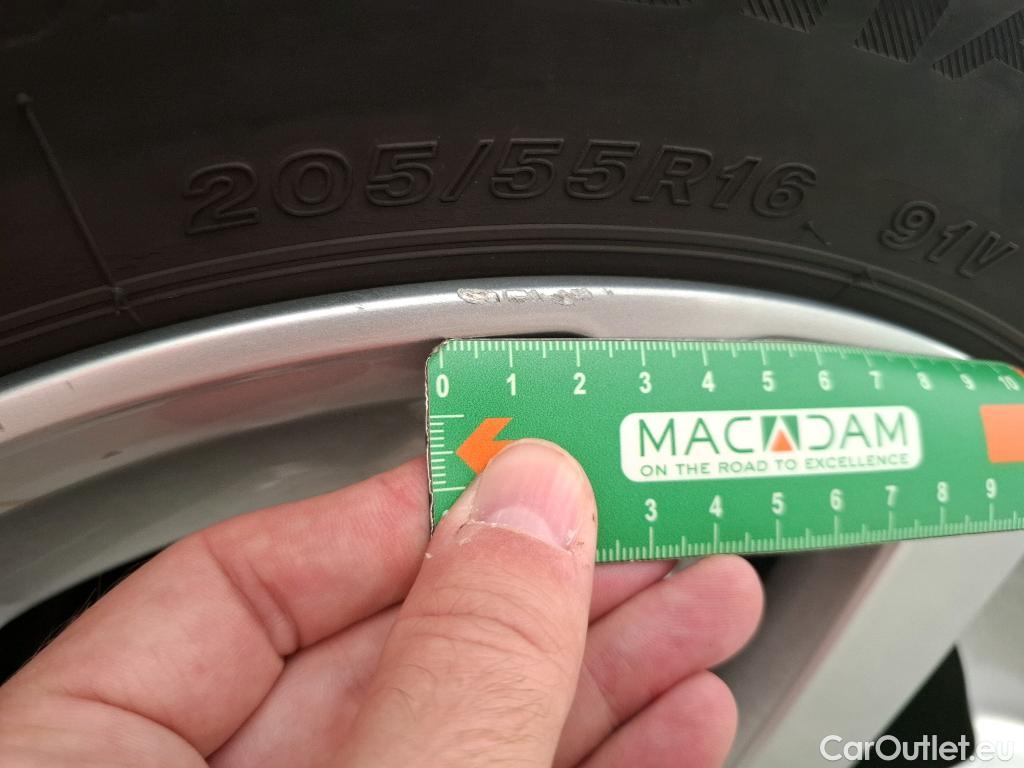 205/55R16 91V
0 1 2 3 4 5 6 7 8 9 10
MACADAM
ON THE ROAD TO EXCELLENCE
3 4 5 6 7 8 9
CarOutlet.eu